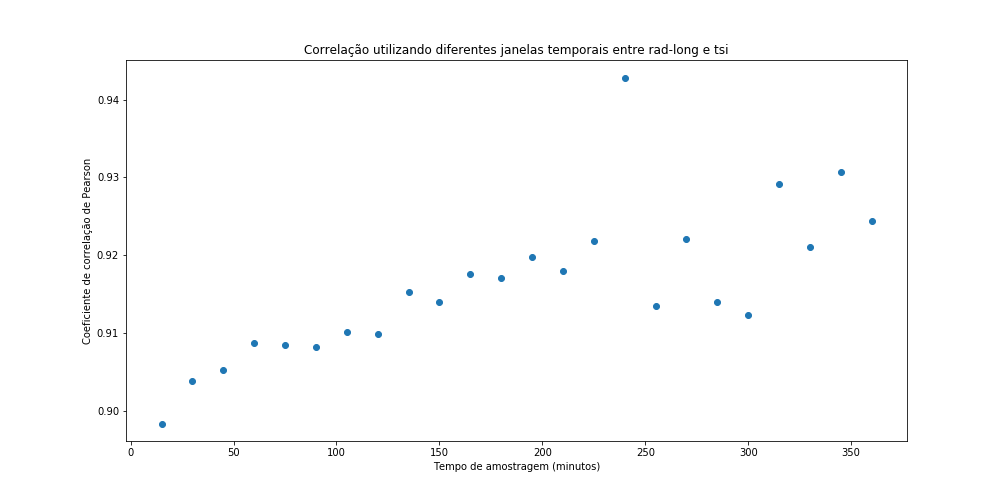 Correlação utilizando diferentes janelas temporais entre rad-long e tsi
Coeficiente de correlação de Pearson
0.94
0.93
0.92
0.91
0.90
0 50 100 150 200 250 300 350
Tempo de amostragem (minutos)